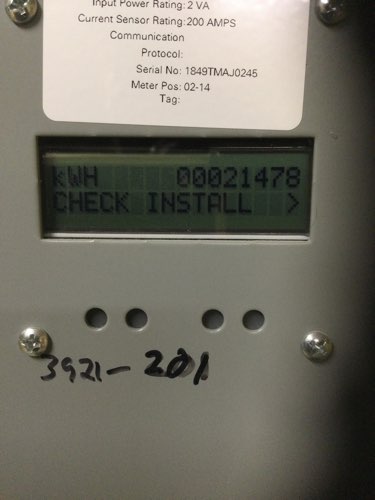 Input Power Rating: 2 VA
Current Sensor Rating: 200 AMPS
Communication
Protocol:
Serial No: 1849TMAJ0245
Meter Pos: 02-14
Tag:
kWH 00021478
CHECK INSTALL >
3921-201